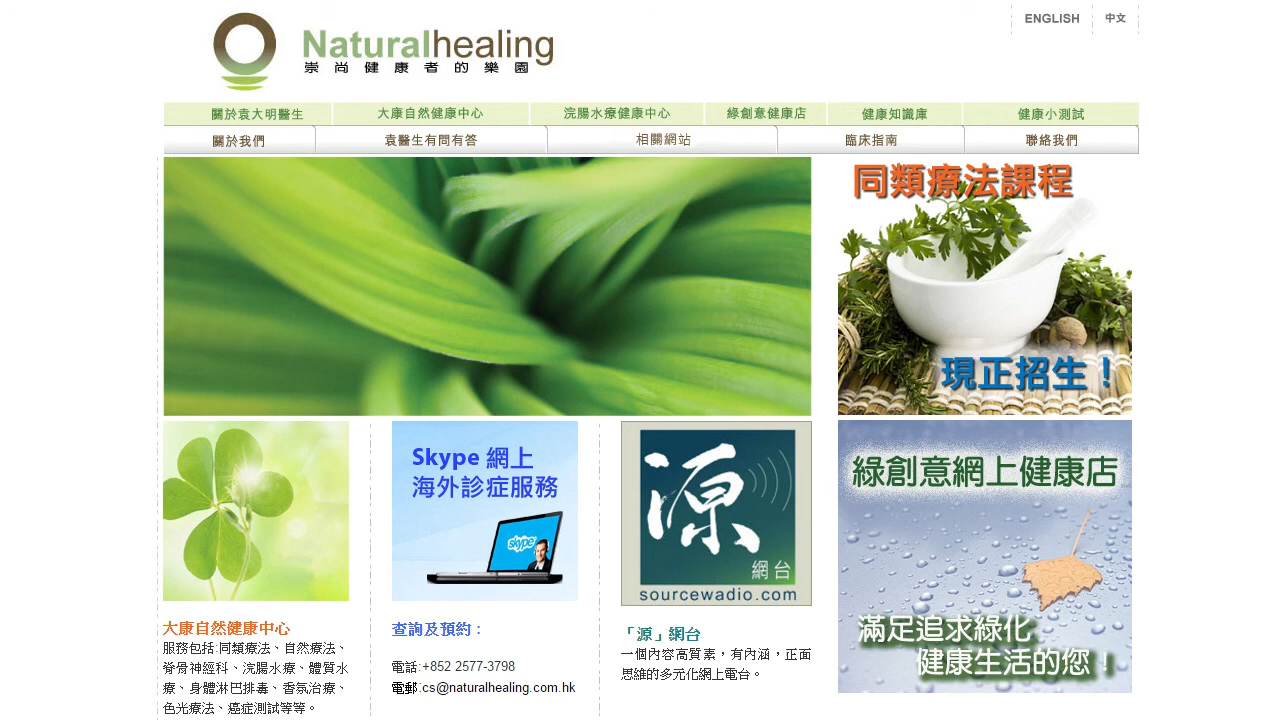 ENGLISH
中文
Naturalhealing
崇尚健康者的樂園
關於袁大明醫生
大康自然健康中心
浣腸水療健康中心
綠創意健康店
健康知識庫
健康小測試
關於我們
袁醫生有問有答
相關網站
臨床指南
聯絡我們
同類療法課程
現正招生！
Skype 網上
海外診症服務
skype
源
網台
sourcewadio.com
綠創意網上健康店
滿足追求綠化
健康生活的您！
大康自然健康中心
服務包括:同類療法、自然療法、
脊骨神經科、浣腸水療、體質水
療、身體淋巴排毒、香氛治療、
色光療法、癌症測試等等。
查詢及預約：
電話:+852 2577-3798
電郵:cs@naturalhealing.com.hk
「源」網台
一個內容高質素，有內涵，正面
思維的多元化網上電台。